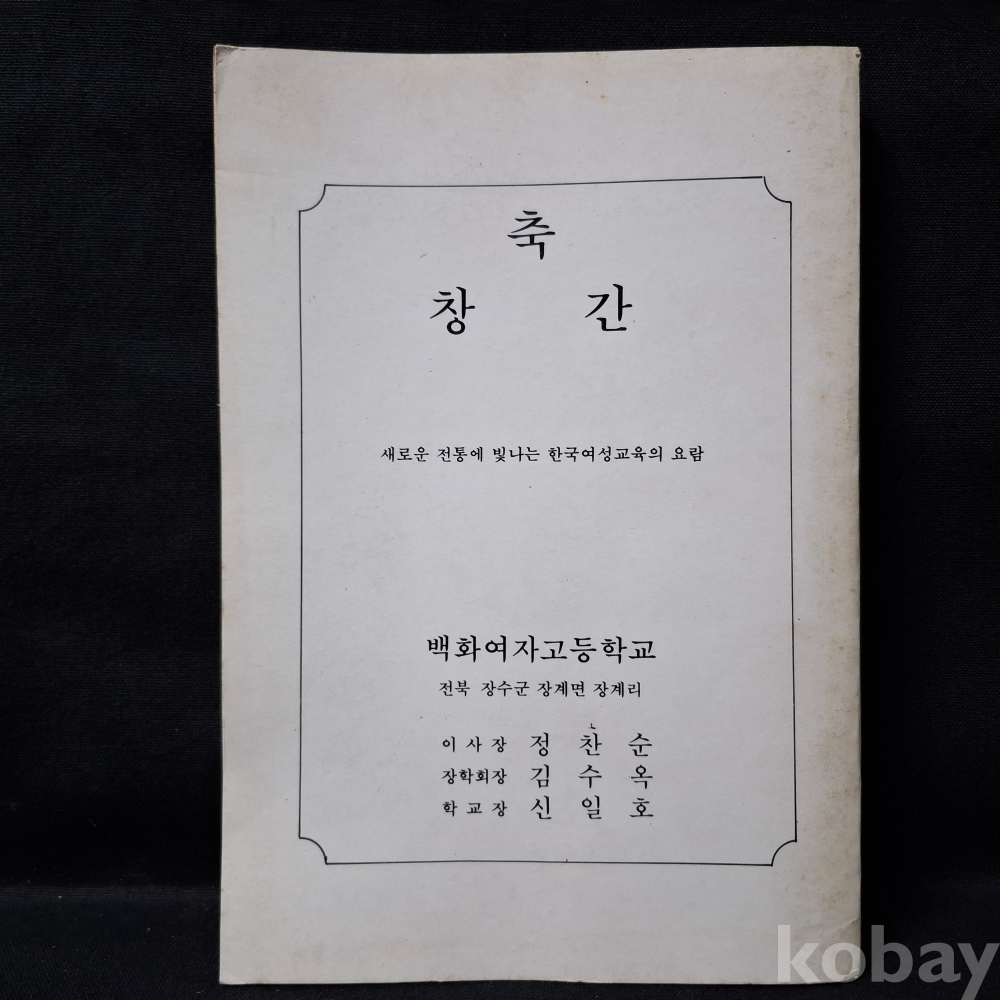 축
창 간
새로운 전통에 빛나는 한국여성교육의 요람
백화여자고등학교
전북 장수군 장계면 장계리
이사장 정찬순
장학회장 김수옥
학교장 신일호
kobay